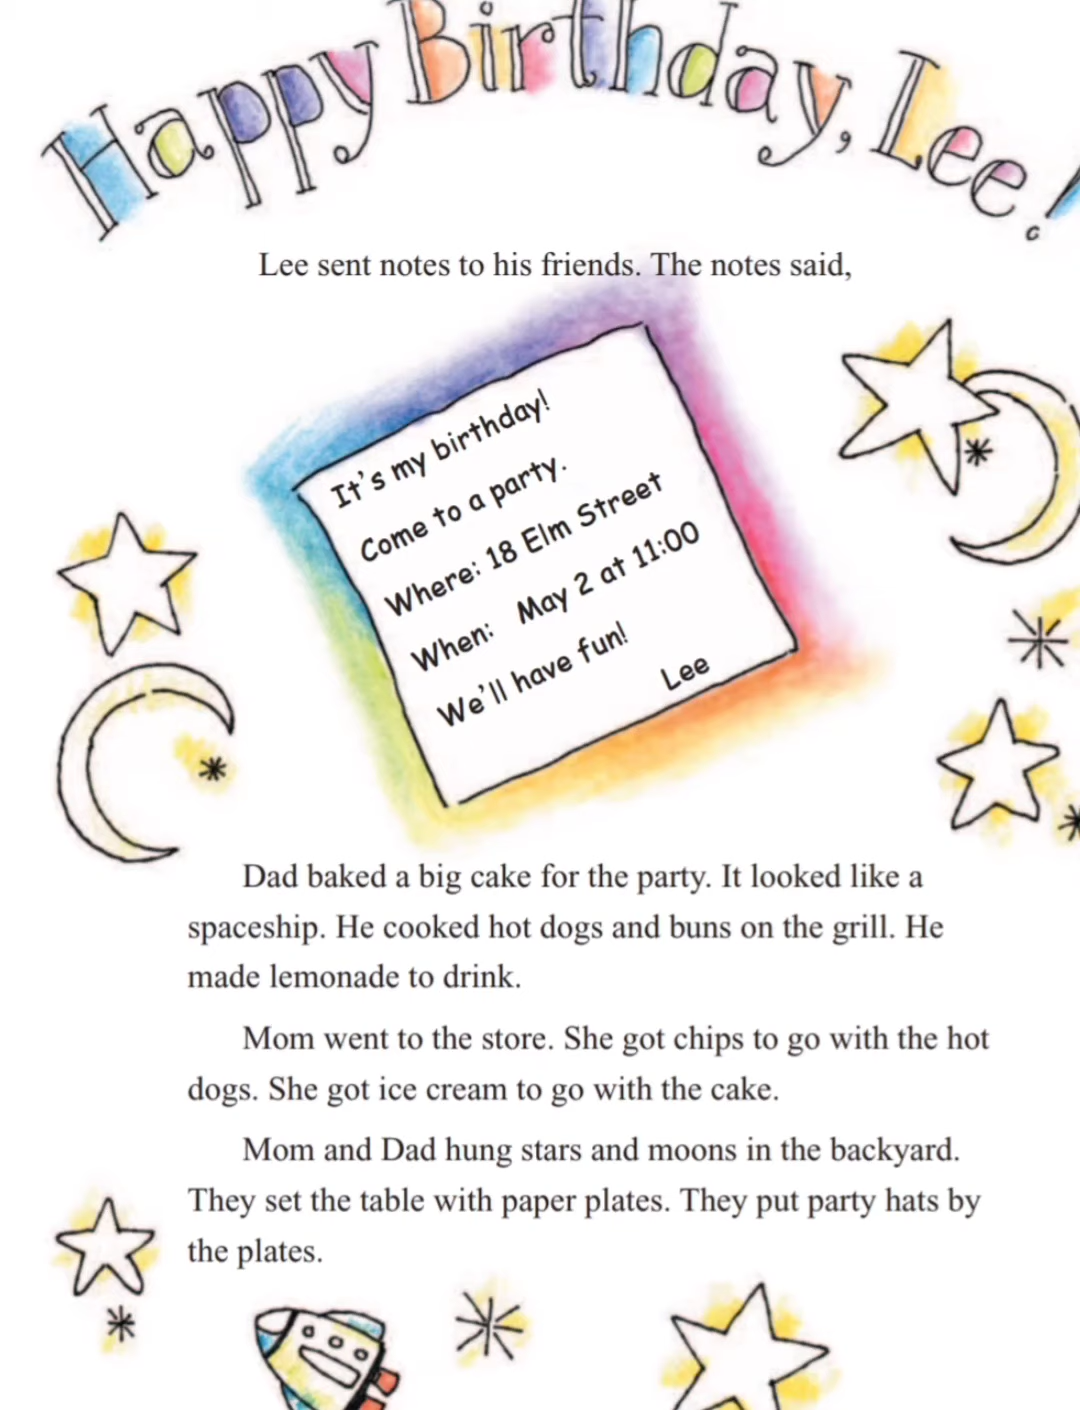 Happy Birthday, Lee!
Lee sent notes to his friends. The notes said,
It's my birthday!
Come to a party.
Where: 18 Elm Street
When: May 2 at 11:00
We'll have fun!
Lee
Dad baked a big cake for the party. It looked like a
spaceship. He cooked hot dogs and buns on the grill. He
made lemonade to drink.
Mom went to the store. She got chips to go with the hot
dogs. She got ice cream to go with the cake.
Mom and Dad hung stars and moons in the backyard.
They set the table with paper plates. They put party hats by
the plates.